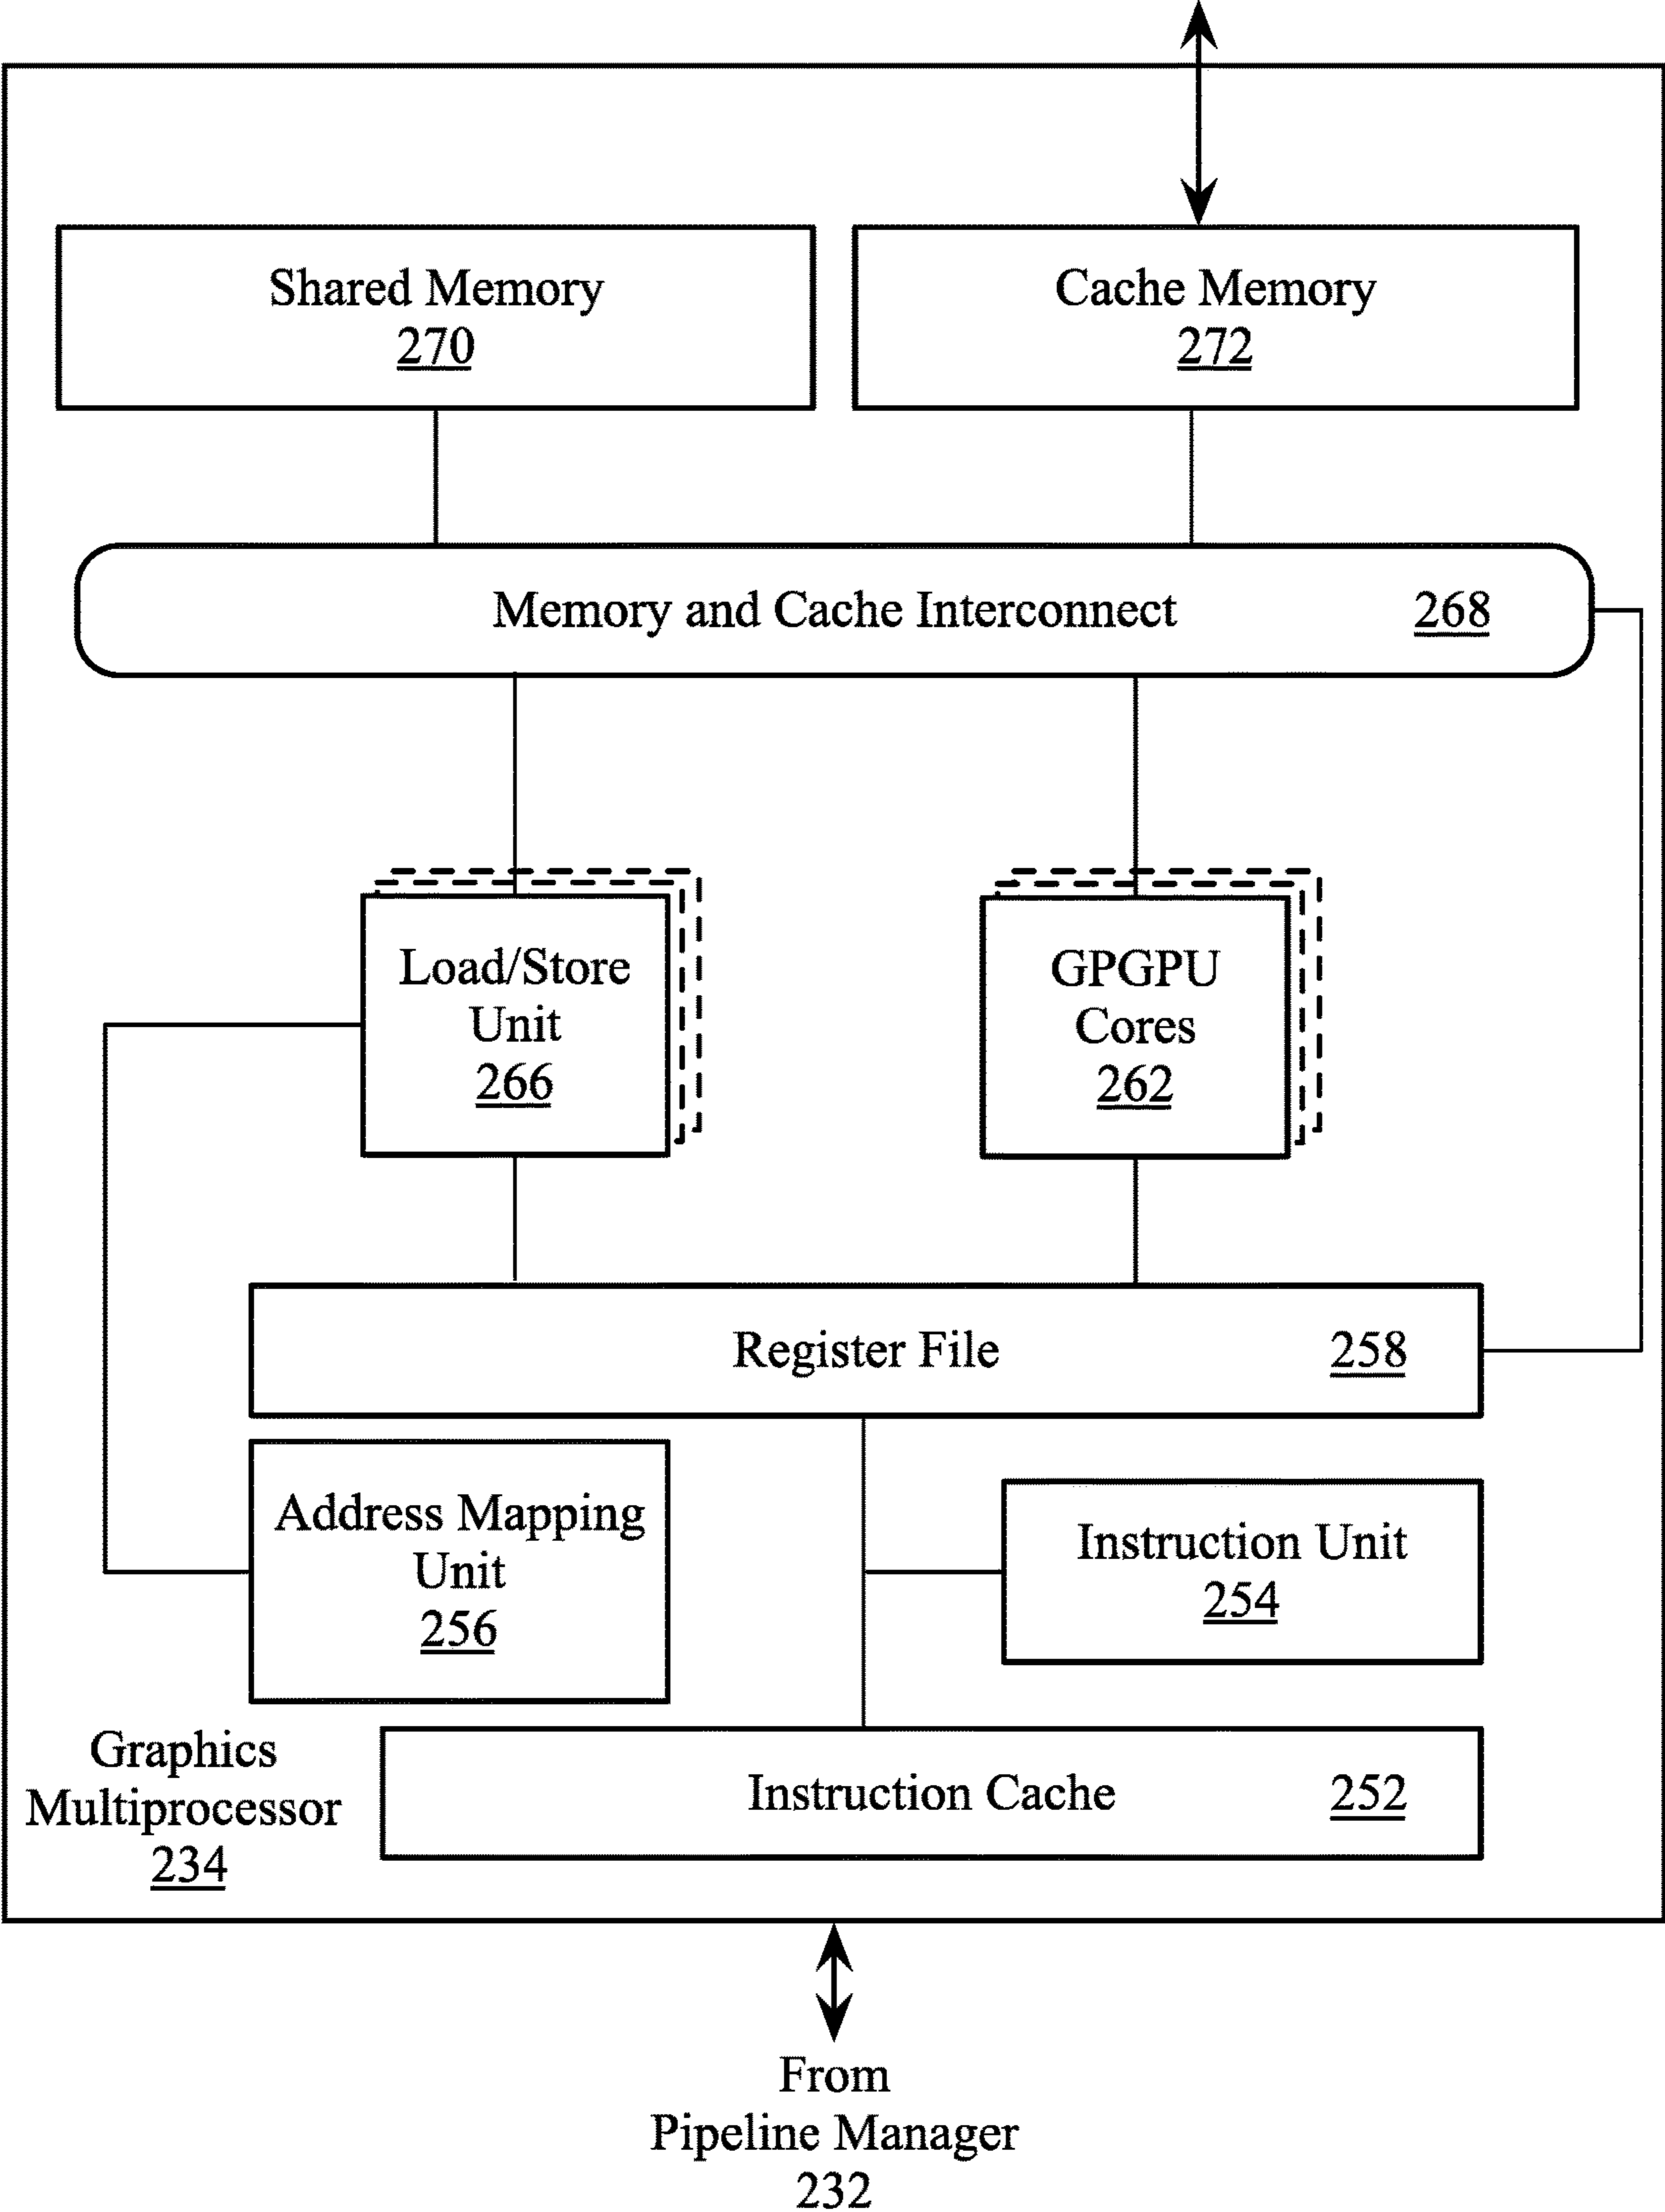 Shared Memory
270
Cache Memory
272
Memory and Cache Interconnect 268
Load/Store
Unit
266
GPGPU
Cores
262
Register File 258
Address Mapping
Unit
256
Instruction Unit
254
Graphics
Multiprocessor
234
Instruction Cache 252
From
Pipeline Manager
232